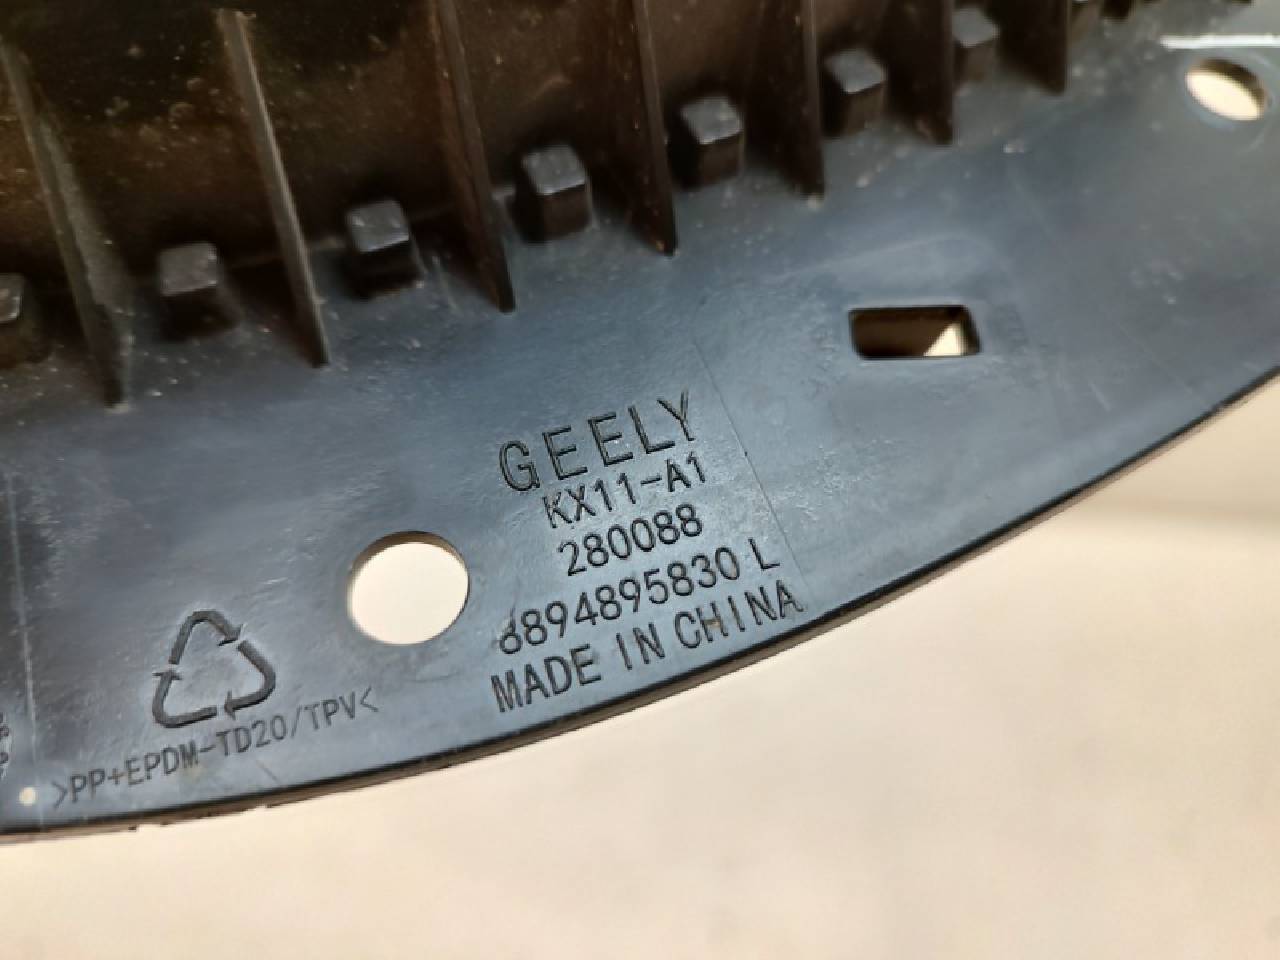 GEELY
KX11-A1
280088
8894895830 L
MADE IN CHINA
>PP+EPDM-TD20/TPV<